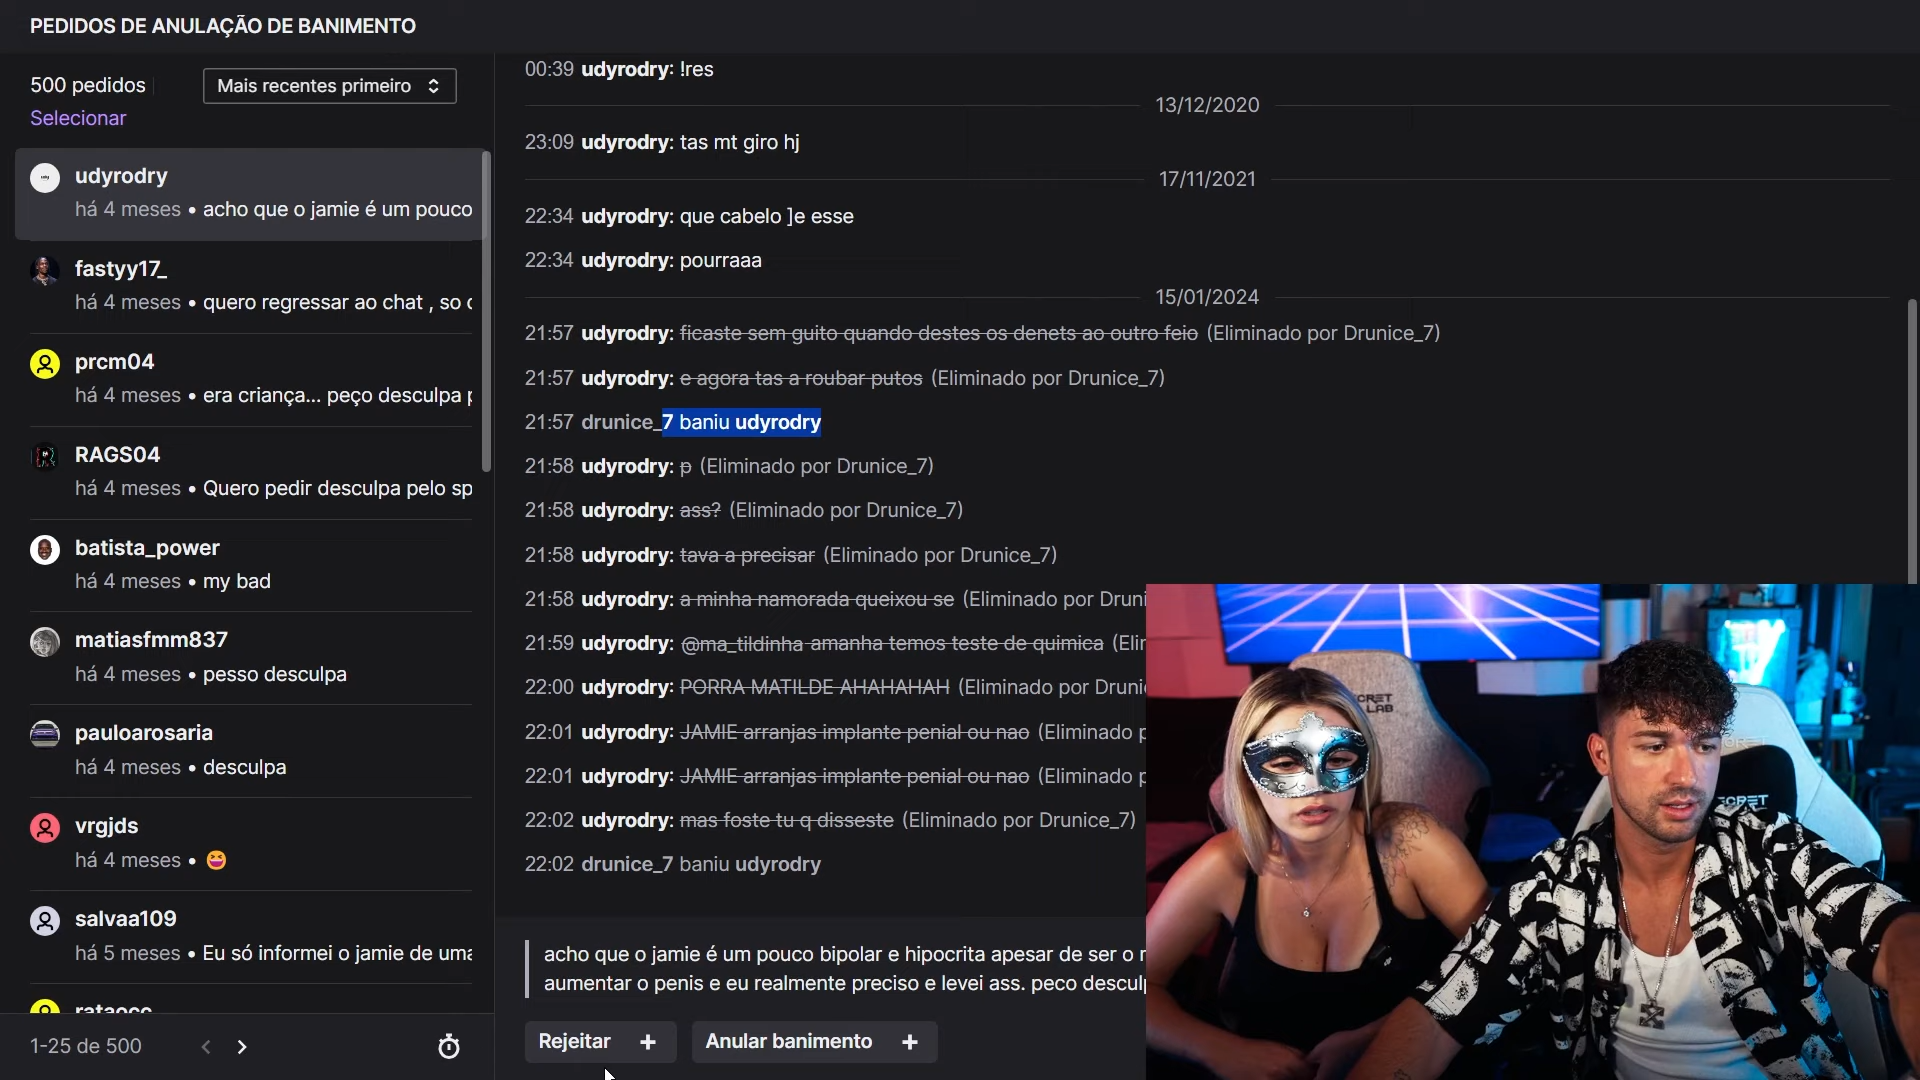 PEDIDOS DE ANULAÇÃO DE BANIMENTO
500 pedidos
Mais recentes primeiro
Selecionar
udyrodry
há 4 meses • acho que o jamie é um pouco
fastyy17_
há 4 meses • quero regressar ao chat , so
prcm04
há 4 meses • era criança... peço desculpa
RAGS04
há 4 meses • Quero pedir desculpa pelo sp
batista_power
há 4 meses • my bad
matiasfmm837
há 4 meses • pesso desculpa
pauloarosaria
há 4 meses • desculpa
vrgjds
há 4 meses • 😆
salvaa109
há 5 meses • Eu só informei o jamie de uma
1-25 de 500
00:39 udyrodry: !res
13/12/2020
23:09 udyrodry: tas mt giro hj
17/11/2021
22:34 udyrodry: que cabelo ]e esse
22:34 udyrodry: pourraaa
15/01/2024
21:57 udyrodry: ficaste sem guito quando destes os denets ao outro feio (Eliminado por Drunice_7)
21:57 udyrodry: e agora tas a roubar putos (Eliminado por Drunice_7)
21:57 drunice_7 baniu udyrodry
21:58 udyrodry: p (Eliminado por Drunice_7)
21:58 udyrodry: ass? (Eliminado por Drunice_7)
21:58 udyrodry: tava a precisar (Eliminado por Drunice_7)
21:58 udyrodry: a minha namorada queixou se (Eliminado por Druni
21:59 udyrodry: @ma_tildinha amanha temos teste de quimica (Elir
22:00 udyrodry: PORRA MATILDE AHAHAHAH (Eliminado por Druni
22:01 udyrodry: JAMIE arranjas implante penial ou nao (Eliminado p
22:01 udyrodry: JAMIE arranjas implante penial ou nao (Eliminado p
22:02 udyrodry: mas foste tu q disseste (Eliminado por Drunice_7)
22:02 drunice_7 baniu udyrodry
acho que o jamie é um pouco bipolar e hipocrita apesar de ser o
aumentar o penis e eu realmente preciso e levei ass. peco descul
Rejeitar +
Anular banimento +
CRET
LAB